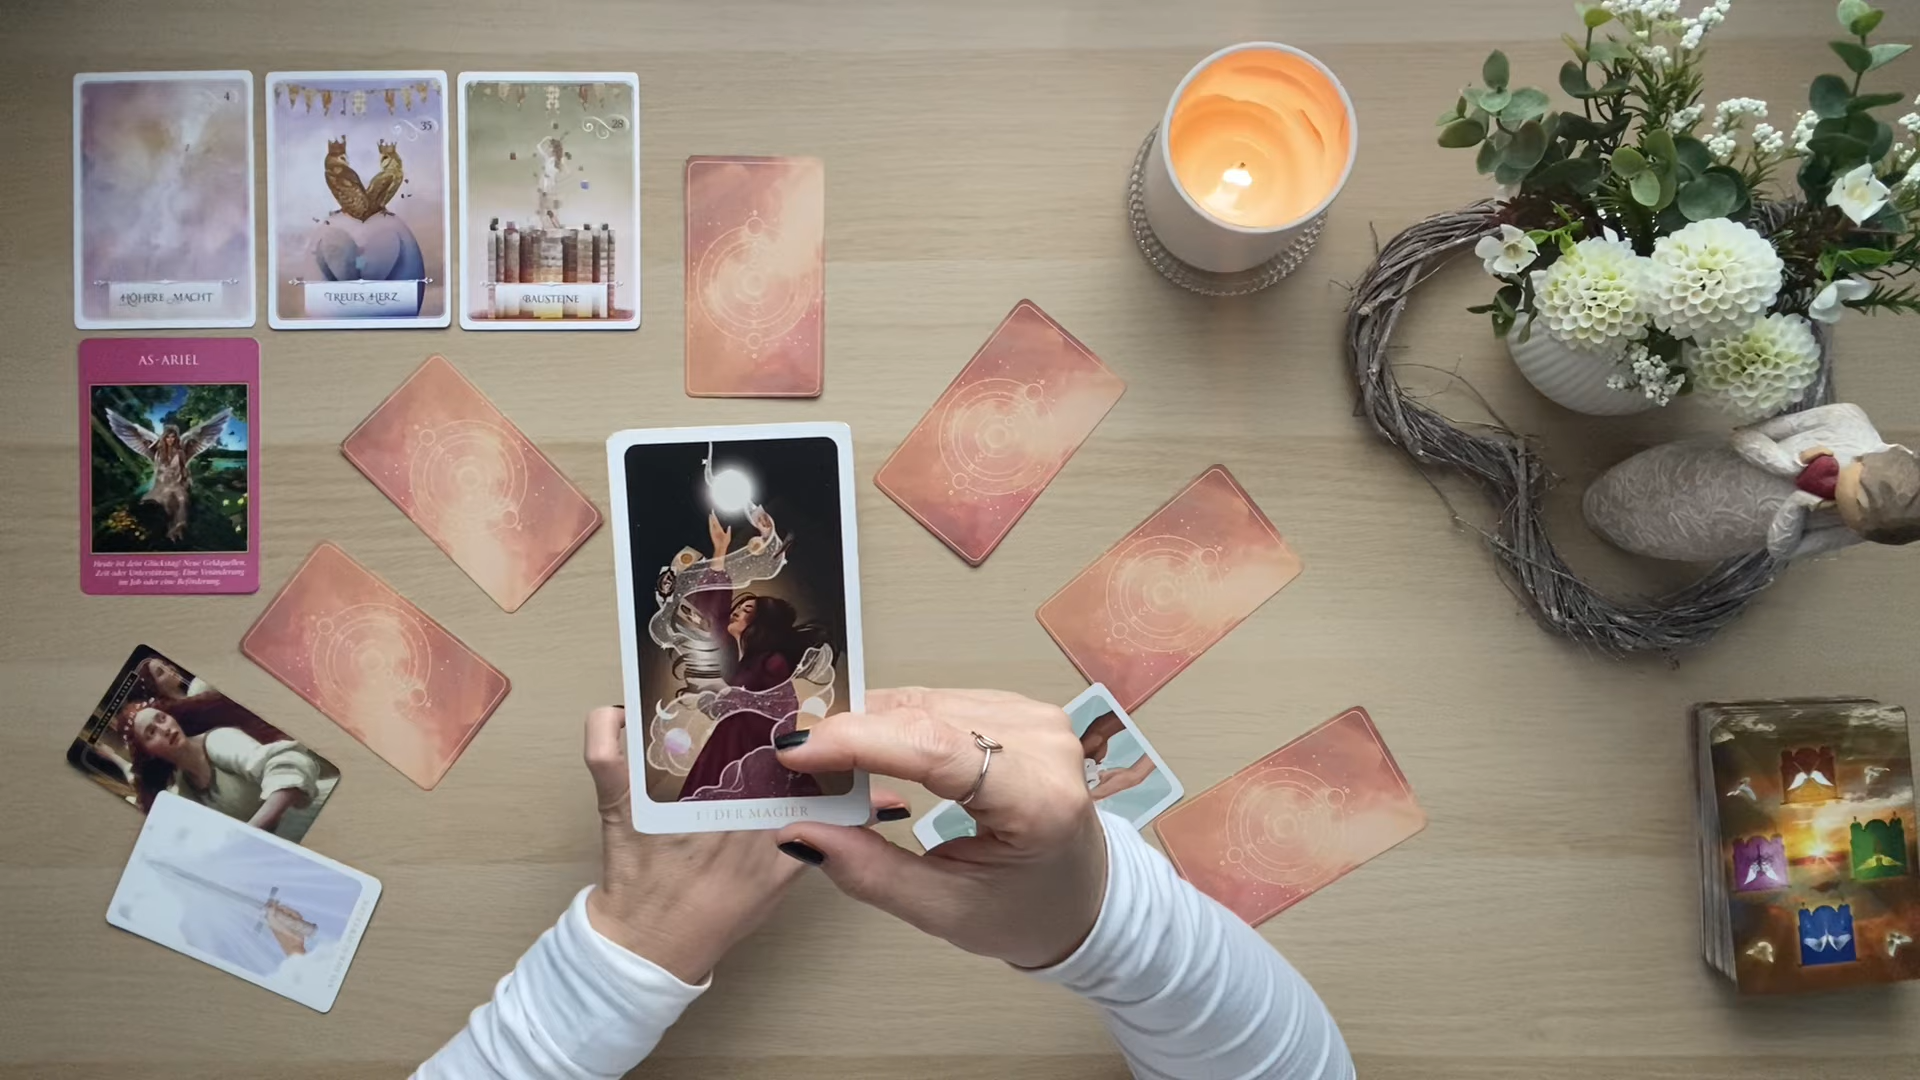 4
HÖHERE MACHT
35
TREUES HERZ
28
BAUSTEINE
AS-ARIEL
Heute ist dein Glückstag! Neue Geldquellen,
Zeit oder Unterstützung. Eine Veränderung
im Job oder eine Beförderung.
DER MAGIER